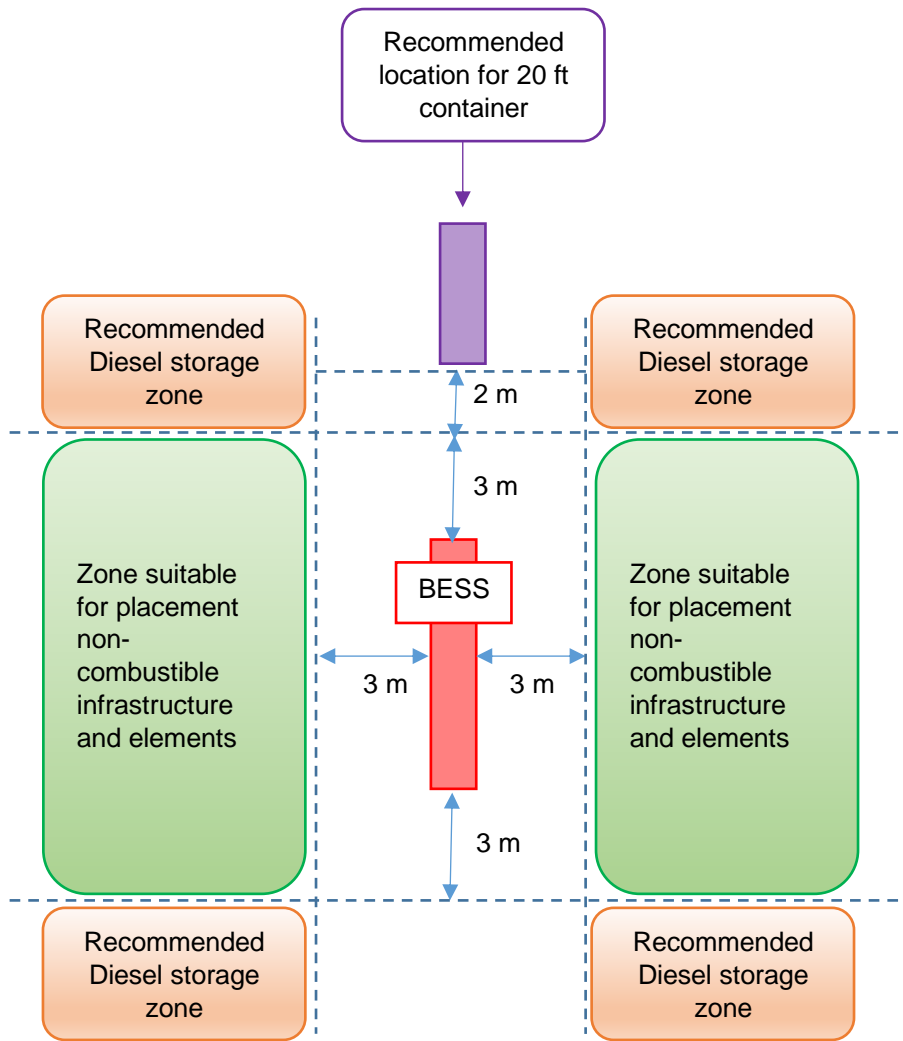 Recommended
location for 20 ft
container
Recommended
Diesel storage
zone
Recommended
Diesel storage
zone
2 m
3 m
Zone suitable
for placement
non-
combustible
infrastructure
and elements
BESS
Zone suitable
for placement
non-
combustible
infrastructure
and elements
3 m
3 m
3 m
Recommended
Diesel storage
zone
Recommended
Diesel storage
zone